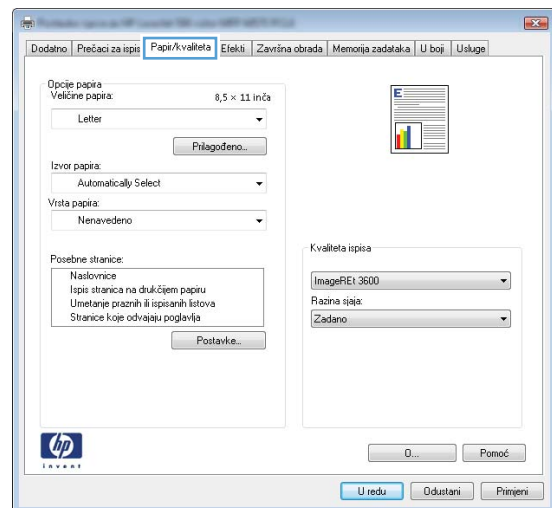 Dodatno Prečaci za ispis Papir/kvaliteta Efekti Završna obrada Memorija zadataka U boji Usluge
Opcije papira
Veličine papira: 8,5 × 11 inča
Letter
Prilagođeno...
Izvor papira:
Automatically Select
Vrsta papira:
Nenavedeno
Posebne stranice:
Naslovnice
Ispis stranica na drukčijem papiru
Umetanje praznih ili ispisanih listova
Stranice koje odvajaju poglavlja
Postavke...
E
Kvaliteta ispisa
ImageREt 3600
Razina sjaja:
Zadano
hp
invent
O... Pomoć
U redu Odustani Primjeni